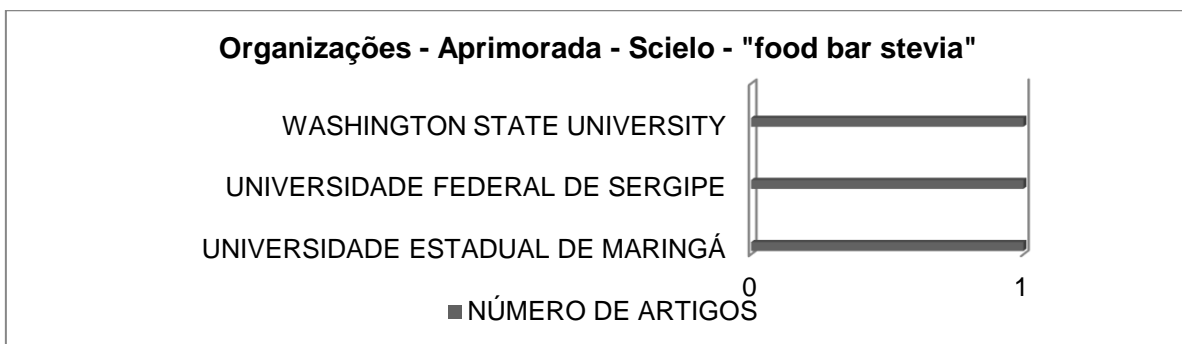 Organizações - Aprimorada - Scielo - "food bar stevia"
WASHINGTON STATE UNIVERSITY
UNIVERSIDADE FEDERAL DE SERGIPE
UNIVERSIDADE ESTADUAL DE MARINGÁ
0 1
NÚMERO DE ARTIGOS